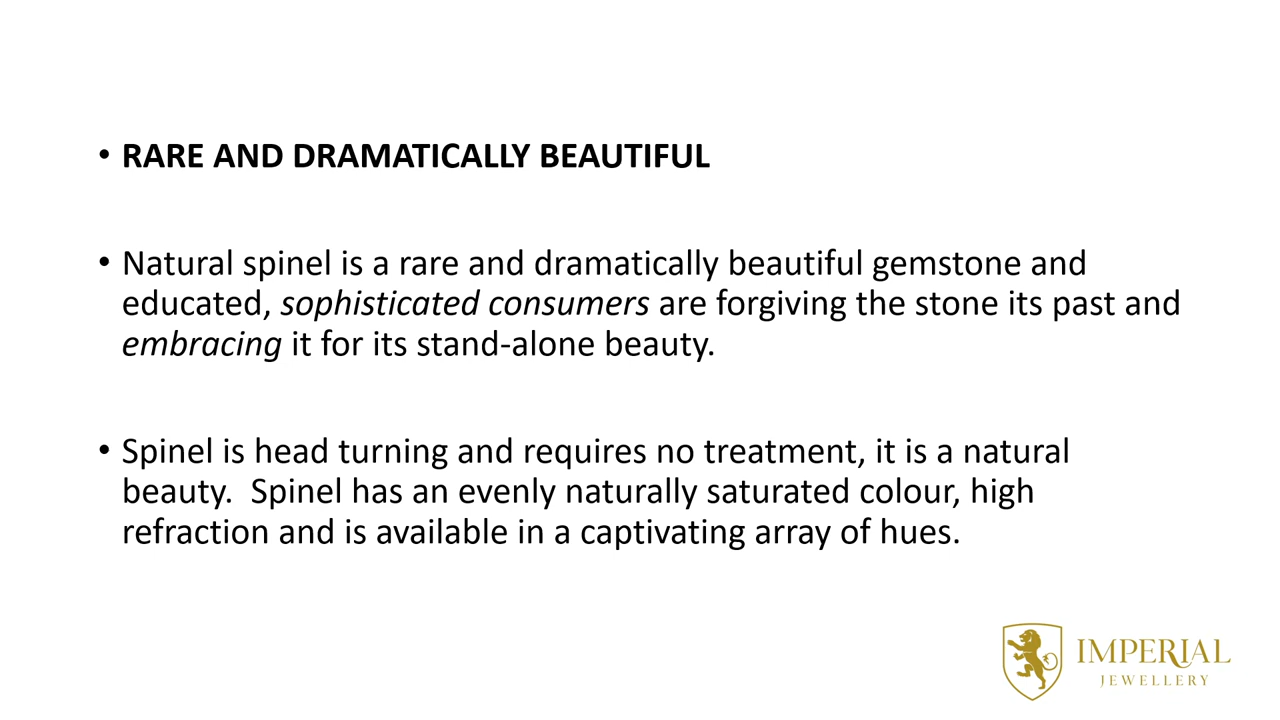 • RARE AND DRAMATICALLY BEAUTIFUL
• Natural spinel is a rare and dramatically beautiful gemstone and
educated, sophisticated consumers are forgiving the stone its past and
embracing it for its stand-alone beauty.
• Spinel is head turning and requires no treatment, it is a natural
beauty.  Spinel has an evenly naturally saturated colour, high
refraction and is available in a captivating array of hues.
IMPERIAL
JEWELLERY